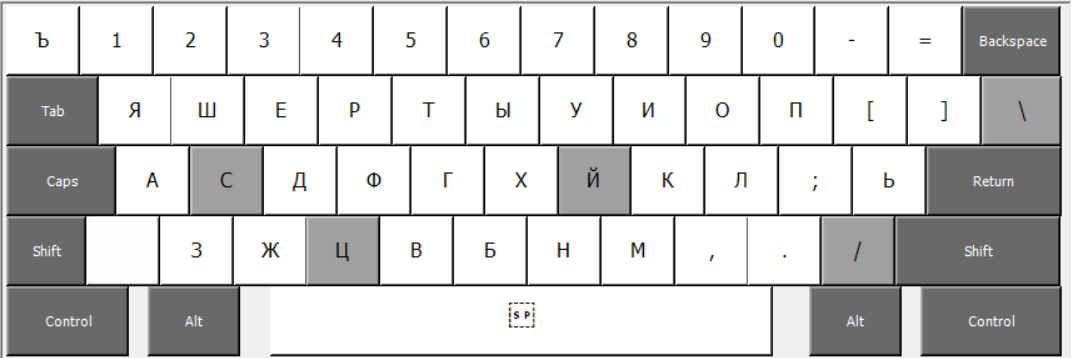 Ъ 1 2 3 4 5 6 7 8 9 0 - = Backspace
Tab Я Ш Е Р Т Ы У И О П [ ] \
Caps А С Д Ф Г Х Й К Л ; Ь Return
Shift З Ж Ц В Б Н М , . / Shift
Control Alt SP Alt Control